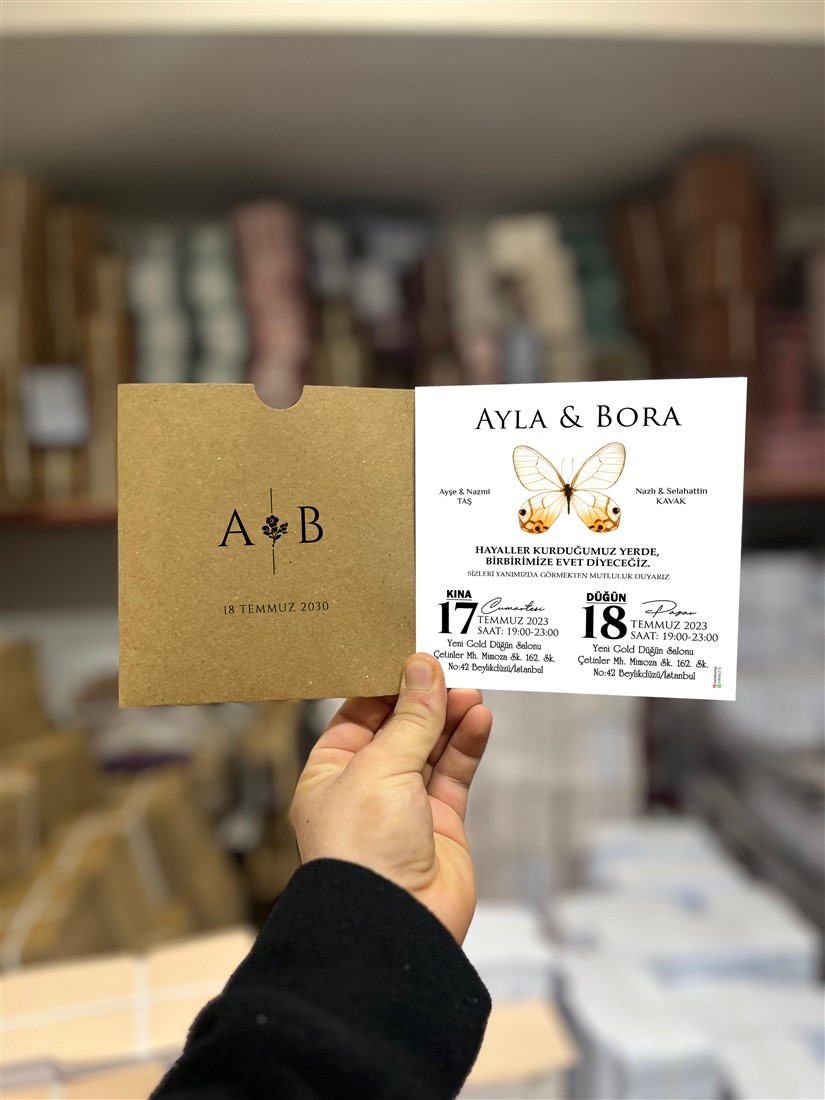 A B
18 TEMMUZ 2030
AYLA & BORA
Ayşe & Nazmi
TAŞ
Nazlı & Selahattin
KAVAK
HAYALLER KURDUĞUMUZ YERDE,
BİRBİRİMİZE EVET DİYECEĞİZ.
SİZLERİ YANIMIZDA GÖRMEKTEN MUTLULUK DUYARIZ
KINA
17 Cumartesi
TEMMUZ 2023
SAAT: 19:00-23:00
Yeni Gold Düğün Salonu
Çetinler Mh. Mimoza Sk. 162. Sk.
No:42 Beylikdüzü/İstanbul
DÜĞÜN
18 Pazar
TEMMUZ 2023
SAAT: 19:00-23:00
Yeni Gold Düğün Salonu
Çetinler Mh. Mimoza Sk. 162. Sk.
No:42 Beylikdüzü/İstanbul